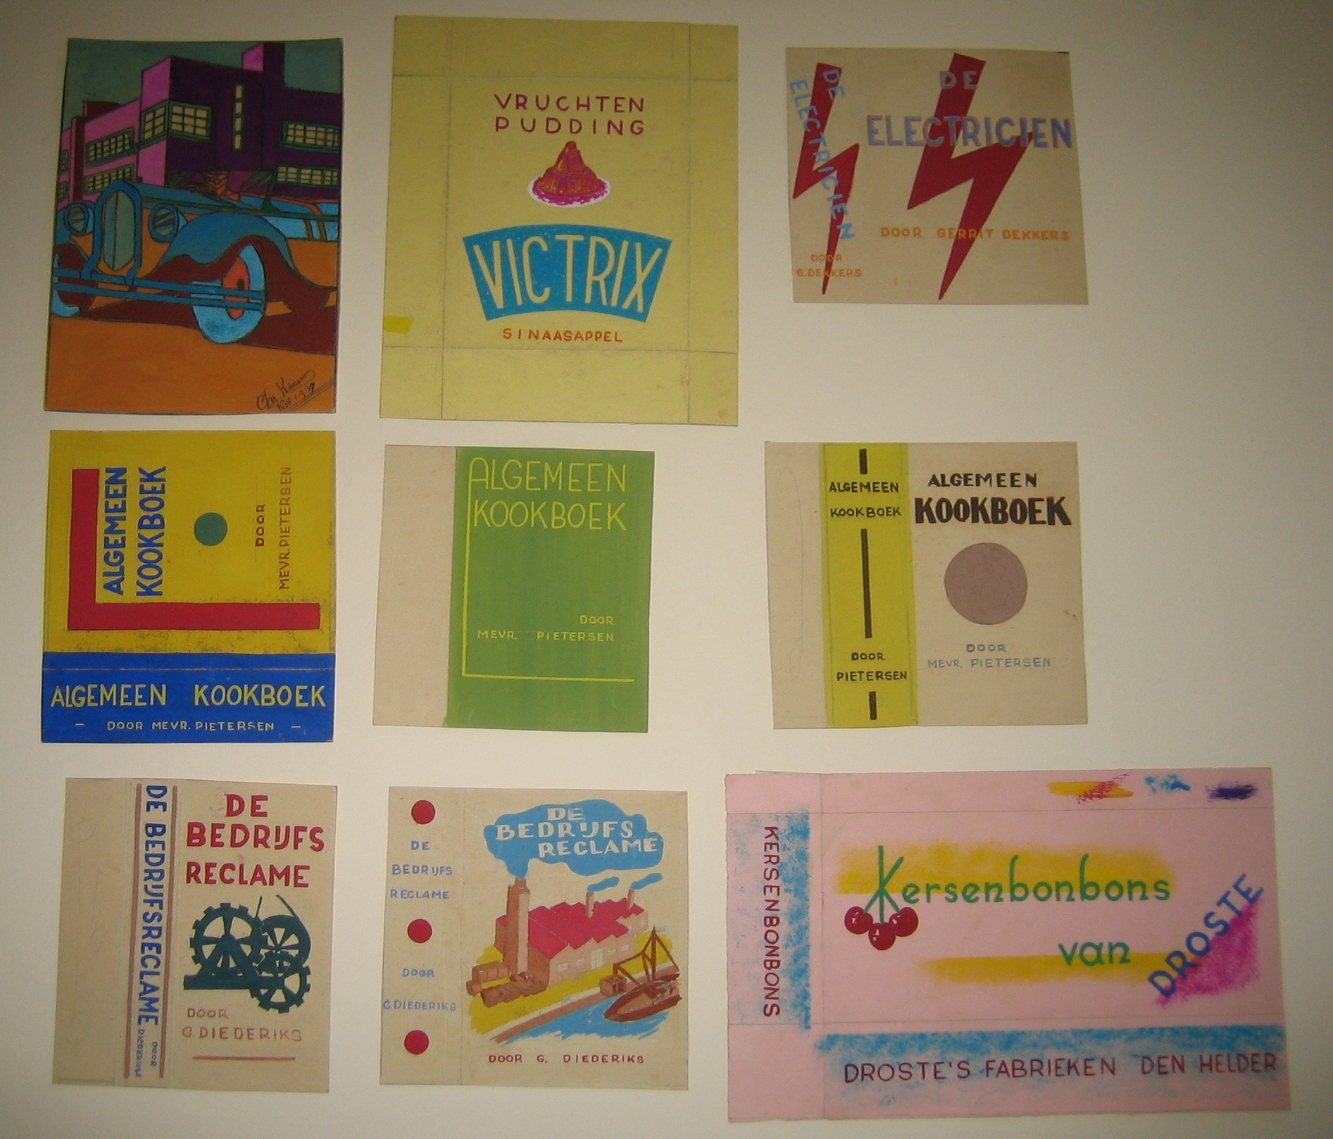 VRUCHTEN
PUDDING
VICTRIX
SINAASAPPEL
DE
ELECTRICIEN
DOOR
G. DEKKERS
DE
ELECTRICIEN
DOOR GERRIT DEKKERS
ALGEMEEN
KOOKBOEK
DOOR
MEVR. PIETERSEN
ALGEMEEN KOOKBOEK
— DOOR MEVR. PIETERSEN —
ALGEMEEN
KOOKBOEK
DOOR
MEVR. PIETERSEN
ALGEMEEN
KOOKBOEK
DOOR
PIETERSEN
ALGEMEEN
KOOKBOEK
DOOR
MEVR. PIETERSEN
DE BEDRIJFSRECLAME
DOOR
DIEDERIKS
DE
BEDRIJFS
RECLAME
DOOR
G. DIEDERIKS
DE
BEDRIJFS
RECLAME
DOOR
G DIEDERIKS
DE
BEDRIJFS
RECLAME
DOOR G. DIEDERIKS
KERSENBONBONS
Kersenbonbons
van
DROSTE
DROSTE'S FABRIEKEN DEN HELDER